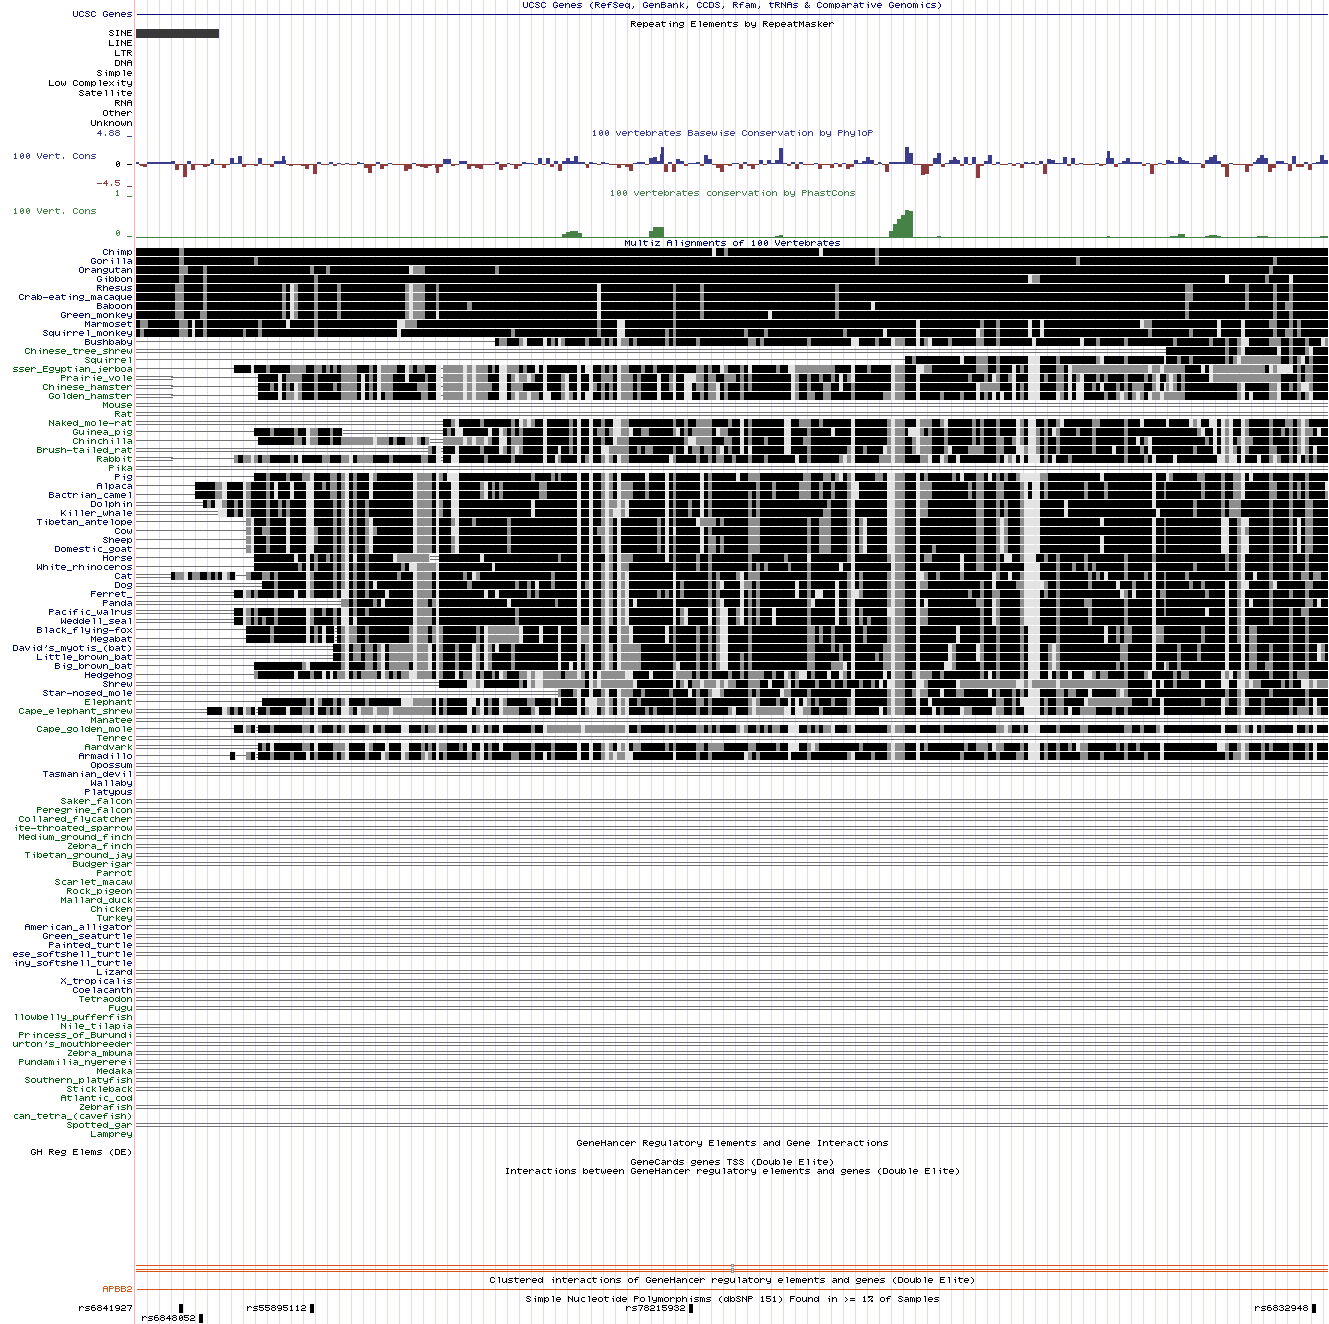 UCSC Genes (RefSeq, GenBank, CCDS, Rfam, tRNAs & Comparative Genomics)
UCSC Genes
Repeating Elements by RepeatMasker
SINE
LINE
LTR
DNA
Simple
Low Complexity
Satellite
RNA
Other
Unknown
4.88 _
100 vertebrates Basewise Conservation by PhyloP
100 Vert. Cons
0 _
-4.5 _
1 _
100 vertebrates conservation by PhastCons
100 Vert. Cons
0 _
Multiz Alignments of 100 Vertebrates
Chimp
Gorilla
Orangutan
Gibbon
Rhesus
Crab-eating_macaque
Baboon
Green_monkey
Marmoset
Squirrel_monkey
Bushbaby
Chinese_tree_shrew
Squirrel
sser_Egyptian_jerboa
Prairie_vole
Chinese_hamster
Golden_hamster
Mouse
Rat
Naked_mole-rat
Guinea_pig
Chinchilla
Brush-tailed_rat
Rabbit
Pika
Pig
Alpaca
Bactrian_camel
Dolphin
Killer_whale
Tibetan_antelope
Cow
Sheep
Domestic_goat
Horse
White_rhinoceros
Cat
Dog
Ferret_
Panda
Pacific_walrus
Weddell_seal
Black_flying-fox
Megabat
David's_myotis_(bat)
Little_brown_bat
Big_brown_bat
Hedgehog
Shrew
Star-nosed_mole
Elephant
Cape_elephant_shrew
Manatee
Cape_golden_mole
Tenrec
Aardvark
Armadillo
Opossum
Tasmanian_devil
Wallaby
Platypus
Saker_falcon
Peregrine_falcon
Collared_flycatcher
ite-throated_sparrow
Medium_ground_finch
Zebra_finch
Tibetan_ground_jay
Budgerigar
Parrot
Scarlet_macaw
Rock_pigeon
Mallard_duck
Chicken
Turkey
American_alligator
Green_seaturtle
Painted_turtle
ese_softshell_turtle
iny_softshell_turtle
Lizard
X_tropicalis
Coelacanth
Tetraodon
Fugu
llowbelly_pufferfish
Nile_tilapia
Princess_of_Burundi
urton's_mouthbreeder
Zebra_mbuna
Pundamilia_nyererei
Medaka
Southern_platyfish
Stickleback
Atlantic_cod
Zebrafish
can_tetra_(cavefish)
Spotted_gar
Lamprey
GeneHancer Regulatory Elements and Gene Interactions
GH Reg Elems (DE)
GeneCards genes TSS (Double Elite)
Interactions between GeneHancer regulatory elements and genes (Double Elite)
Clustered interactions of GeneHancer regulatory elements and genes (Double Elite)
APBB2
Simple Nucleotide Polymorphisms (dbSNP 151) Found in >= 1% of Samples
rs6841927 rs55895112 rs78215932 rs6832948
rs6848052